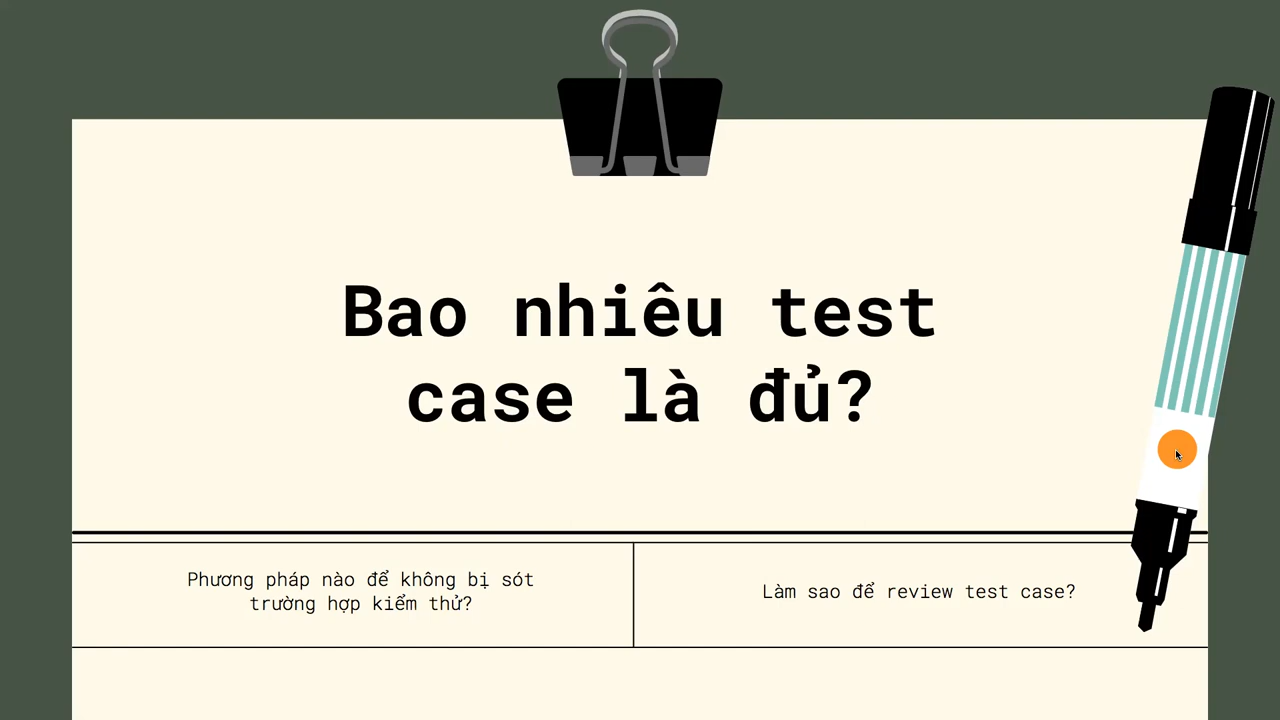 Bao nhiêu test
case là đủ?
Phương pháp nào để không bị sót
trường hợp kiểm thử?
Làm sao để review test case?